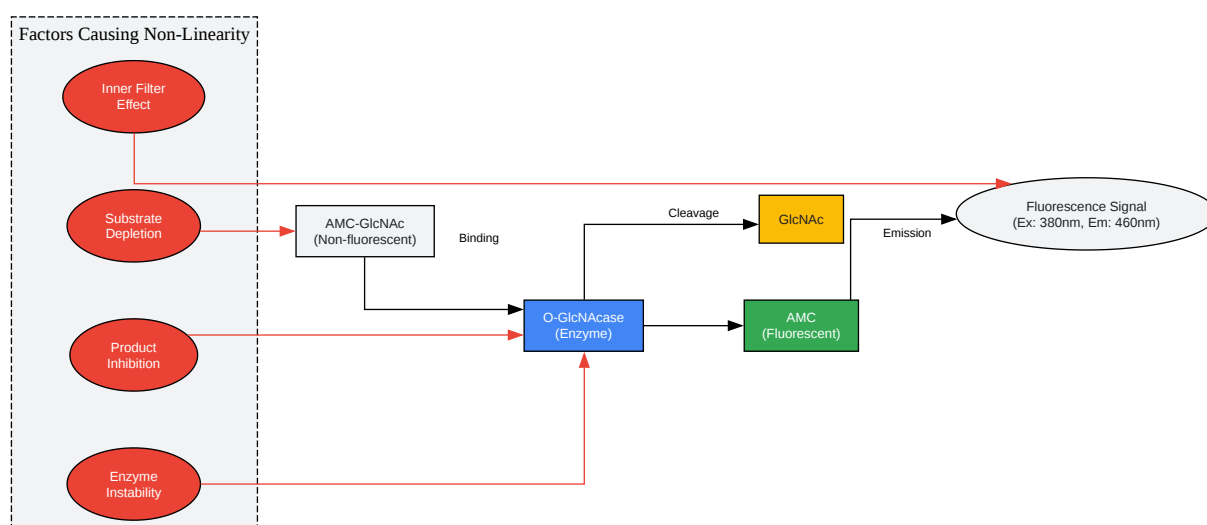 Factors Causing Non-Linearity
Inner Filter
Effect
Substrate
Depletion
Product
Inhibition
Enzyme
Instability
AMC-GlcNAc
(Non-fluorescent)
Binding
O-GlcNAcase
(Enzyme)
Cleavage
GlcNAc
AMC
(Fluorescent)
Emission
Fluorescence Signal
(Ex: 380nm, Em: 460nm)